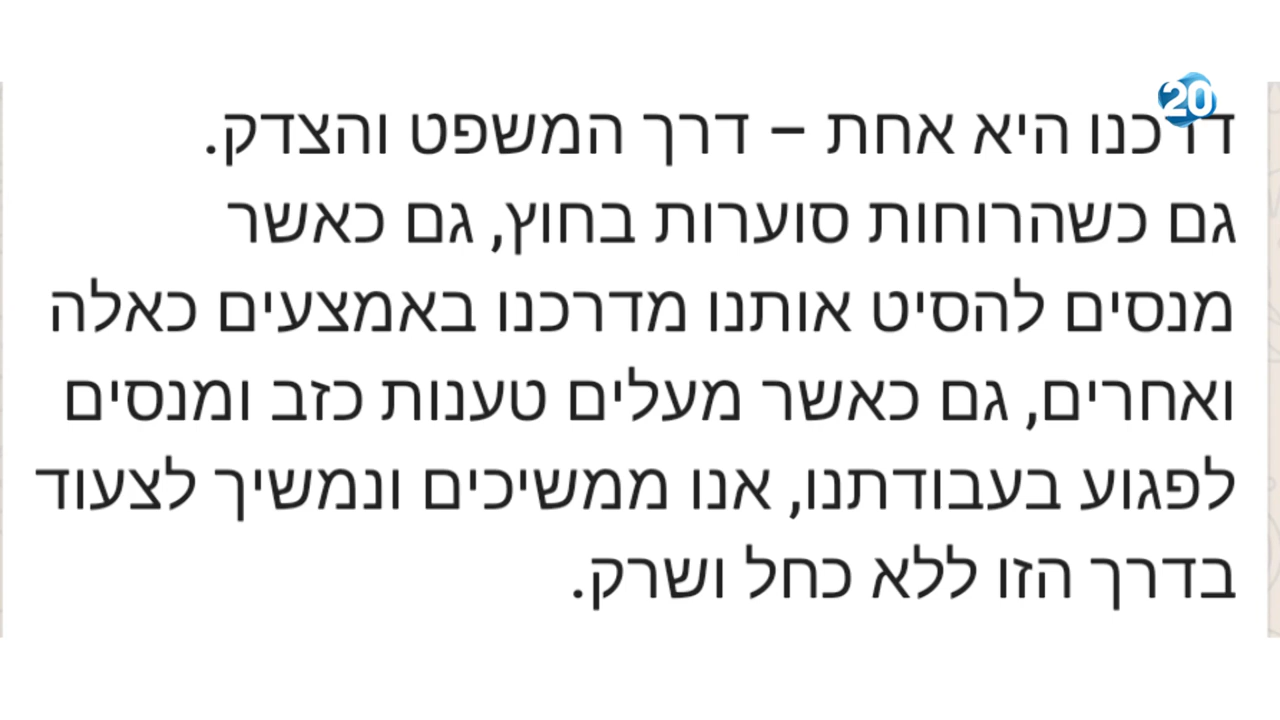 20
דרכנו היא אחת – דרך המשפט והצדק.
גם כשהרוחות סוערות בחוץ, גם כאשר
מנסים להסיט אותנו מדרכנו באמצעים כאלה
ואחרים, גם כאשר מעלים טענות כזב ומנסים
לפגוע בעבודתנו, אנו ממשיכים ונמשיך לצעוד
בדרך הזו ללא כחל ושרק.